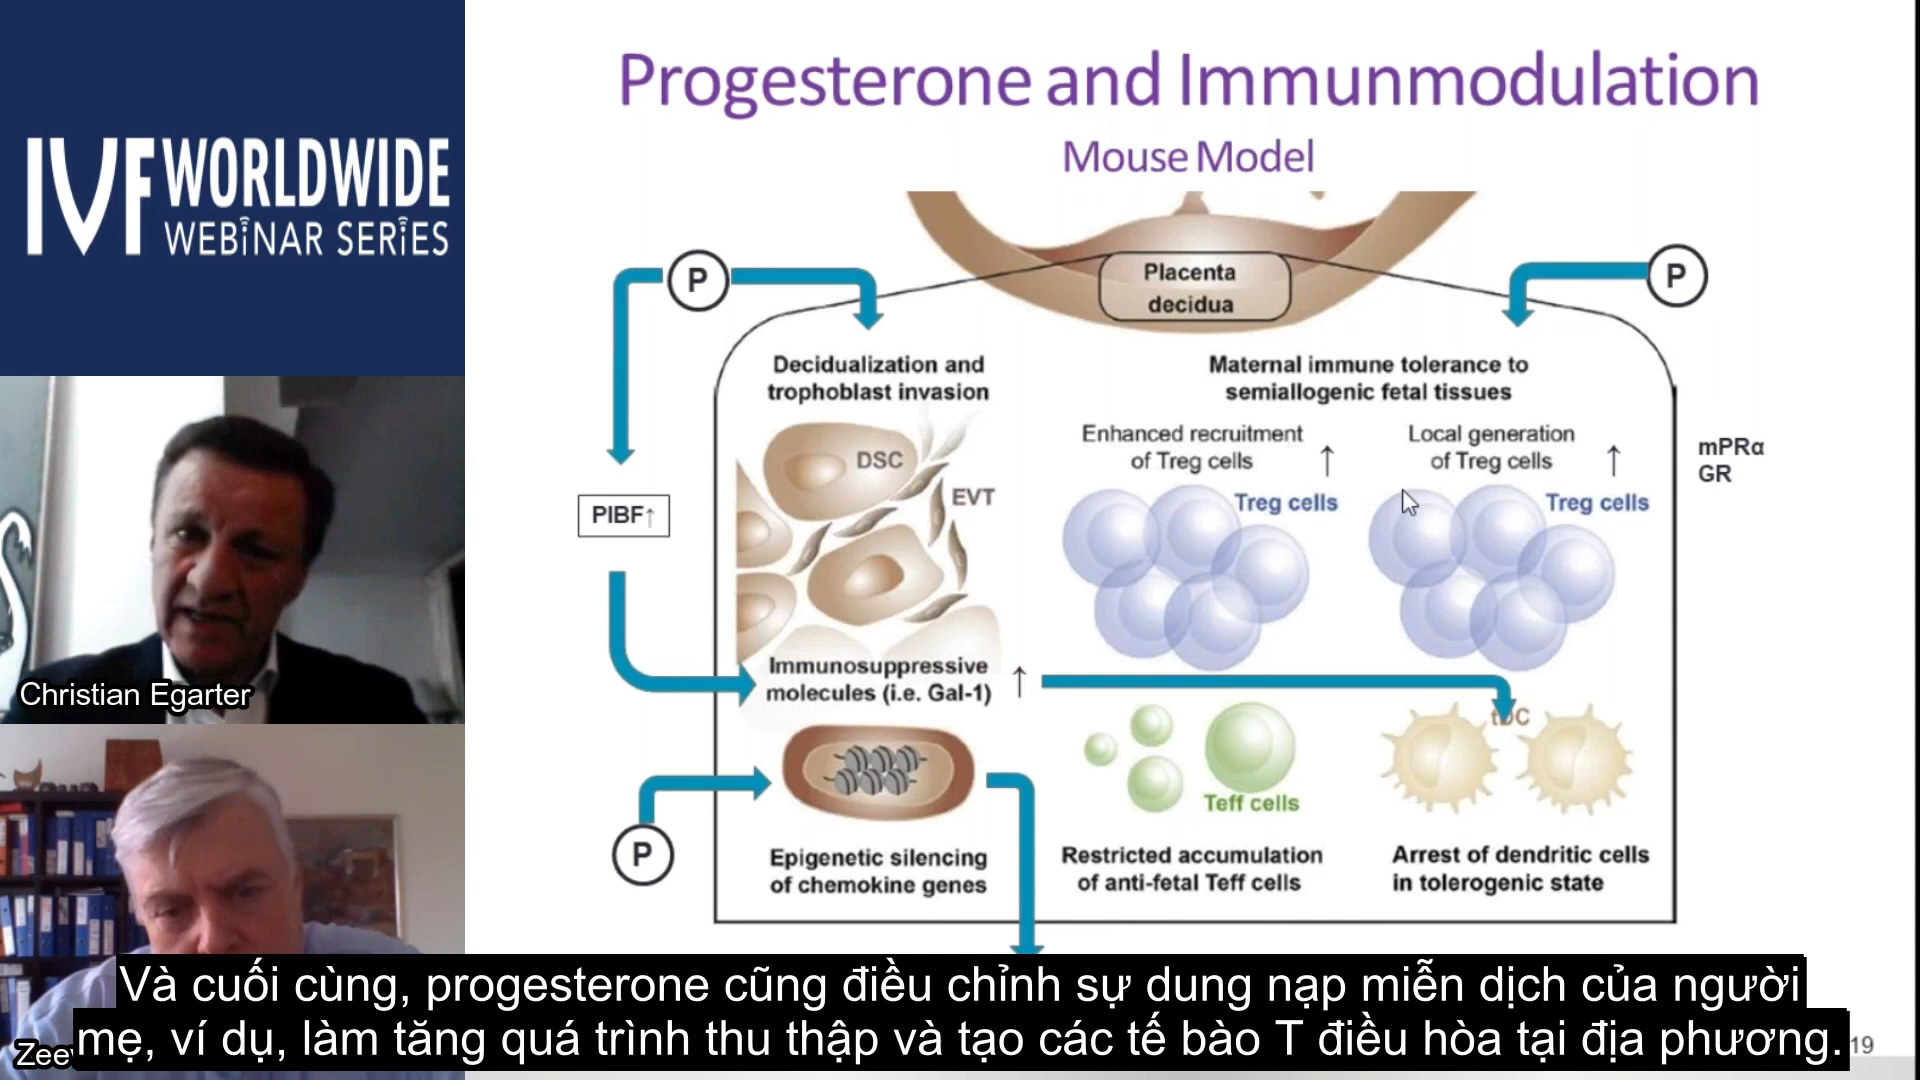 IVF WORLDWIDE
WEBINAR SERIES
Progesterone and Immunmodulation
Mouse Model
P
P
Placenta
decidua
Decidualization and
trophoblast invasion
Maternal immune tolerance to
semiallogenic fetal tissues
Enhanced recruitment
of Treg cells ↑
Local generation
of Treg cells ↑
mPRα
GR
DSC
EVT
Treg cells
Treg cells
PIBF↑
Immunosuppressive
molecules (i.e. Gal-1) ↑
tDC
Teff cells
P
Epigenetic silencing
of chemokine genes
Restricted accumulation
of anti-fetal Teff cells
Arrest of dendritic cells
in tolerogenic state
Christian Egarter
Và cuối cùng, progesterone cũng điều chỉnh sự dung nạp miễn dịch của người
mẹ, ví dụ, làm tăng quá trình thu thập và tạo các tế bào T điều hòa tại địa phương.
19